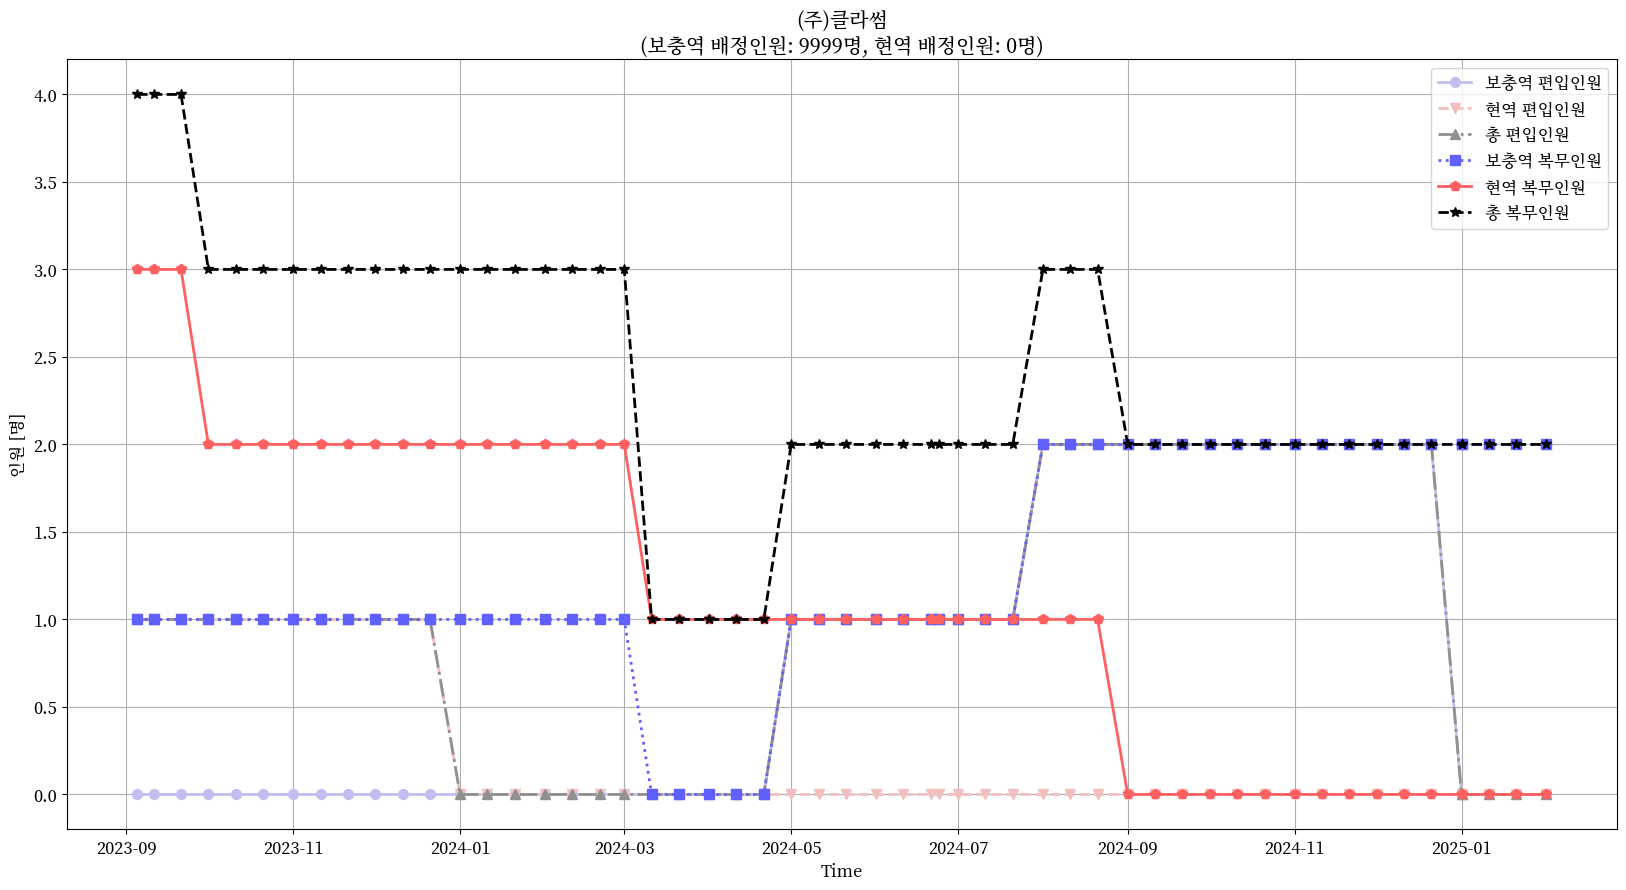 (주)클라썸
(보충역 배정인원: 9999명, 현역 배정인원: 0명)
보충역 편입인원
현역 편입인원
총 편입인원
보충역 복무인원
현역 복무인원
총 복무인원
인원 [명]
4.0
3.5
3.0
2.5
2.0
1.5
1.0
0.5
0.0
2023-09 2023-11 2024-01 2024-03 2024-05 2024-07 2024-09 2024-11 2025-01
Time